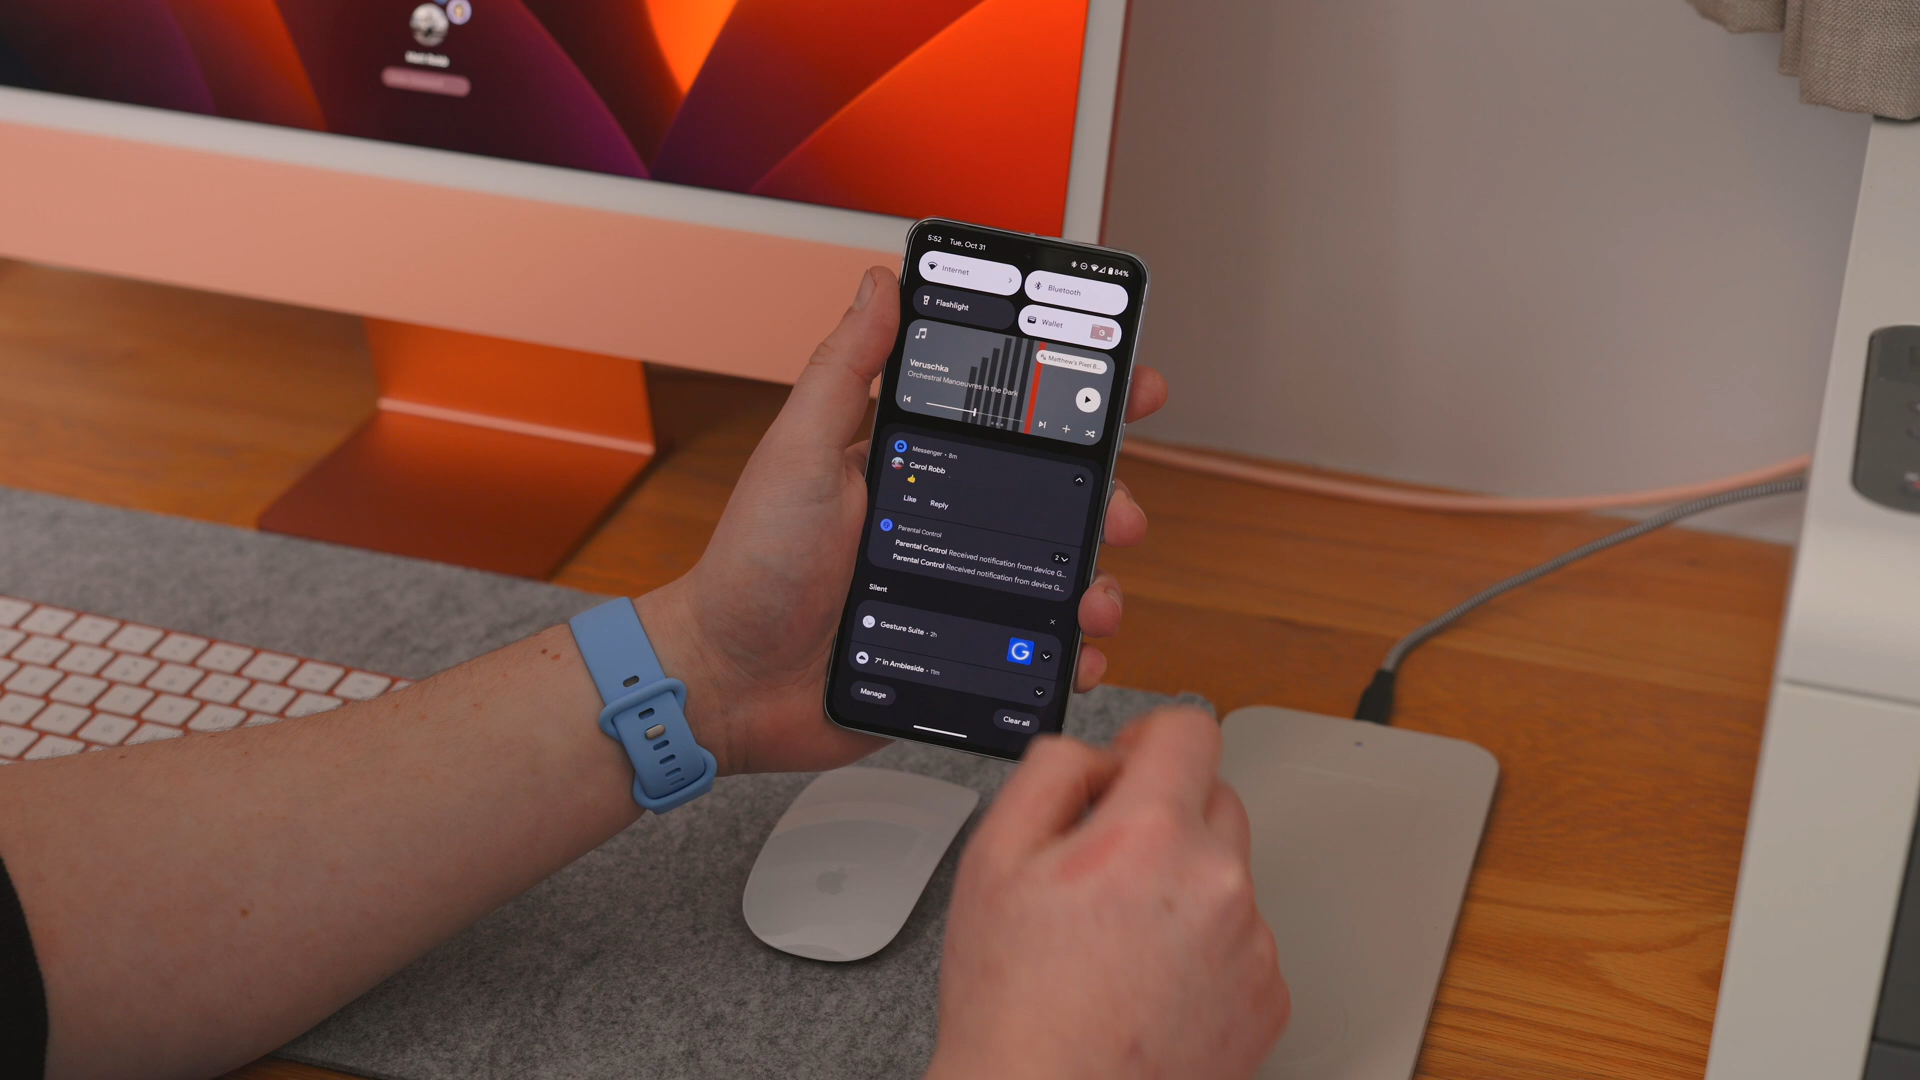 5:52 Tue, Oct 31
84%
Internet
Bluetooth
Flashlight
Wallet
Matthew's Pixel B...
Veruschka
Orchestral Manoeuvres in the Dark
Messenger • 8m
Carol Robb
👍
Like Reply
Parental Control
Parental Control Received notification from device G...
2
Parental Control Received notification from device G...
Silent
Gesture Suite • 2h
G
7° in Ambleside • 11m
Manage
Clear all